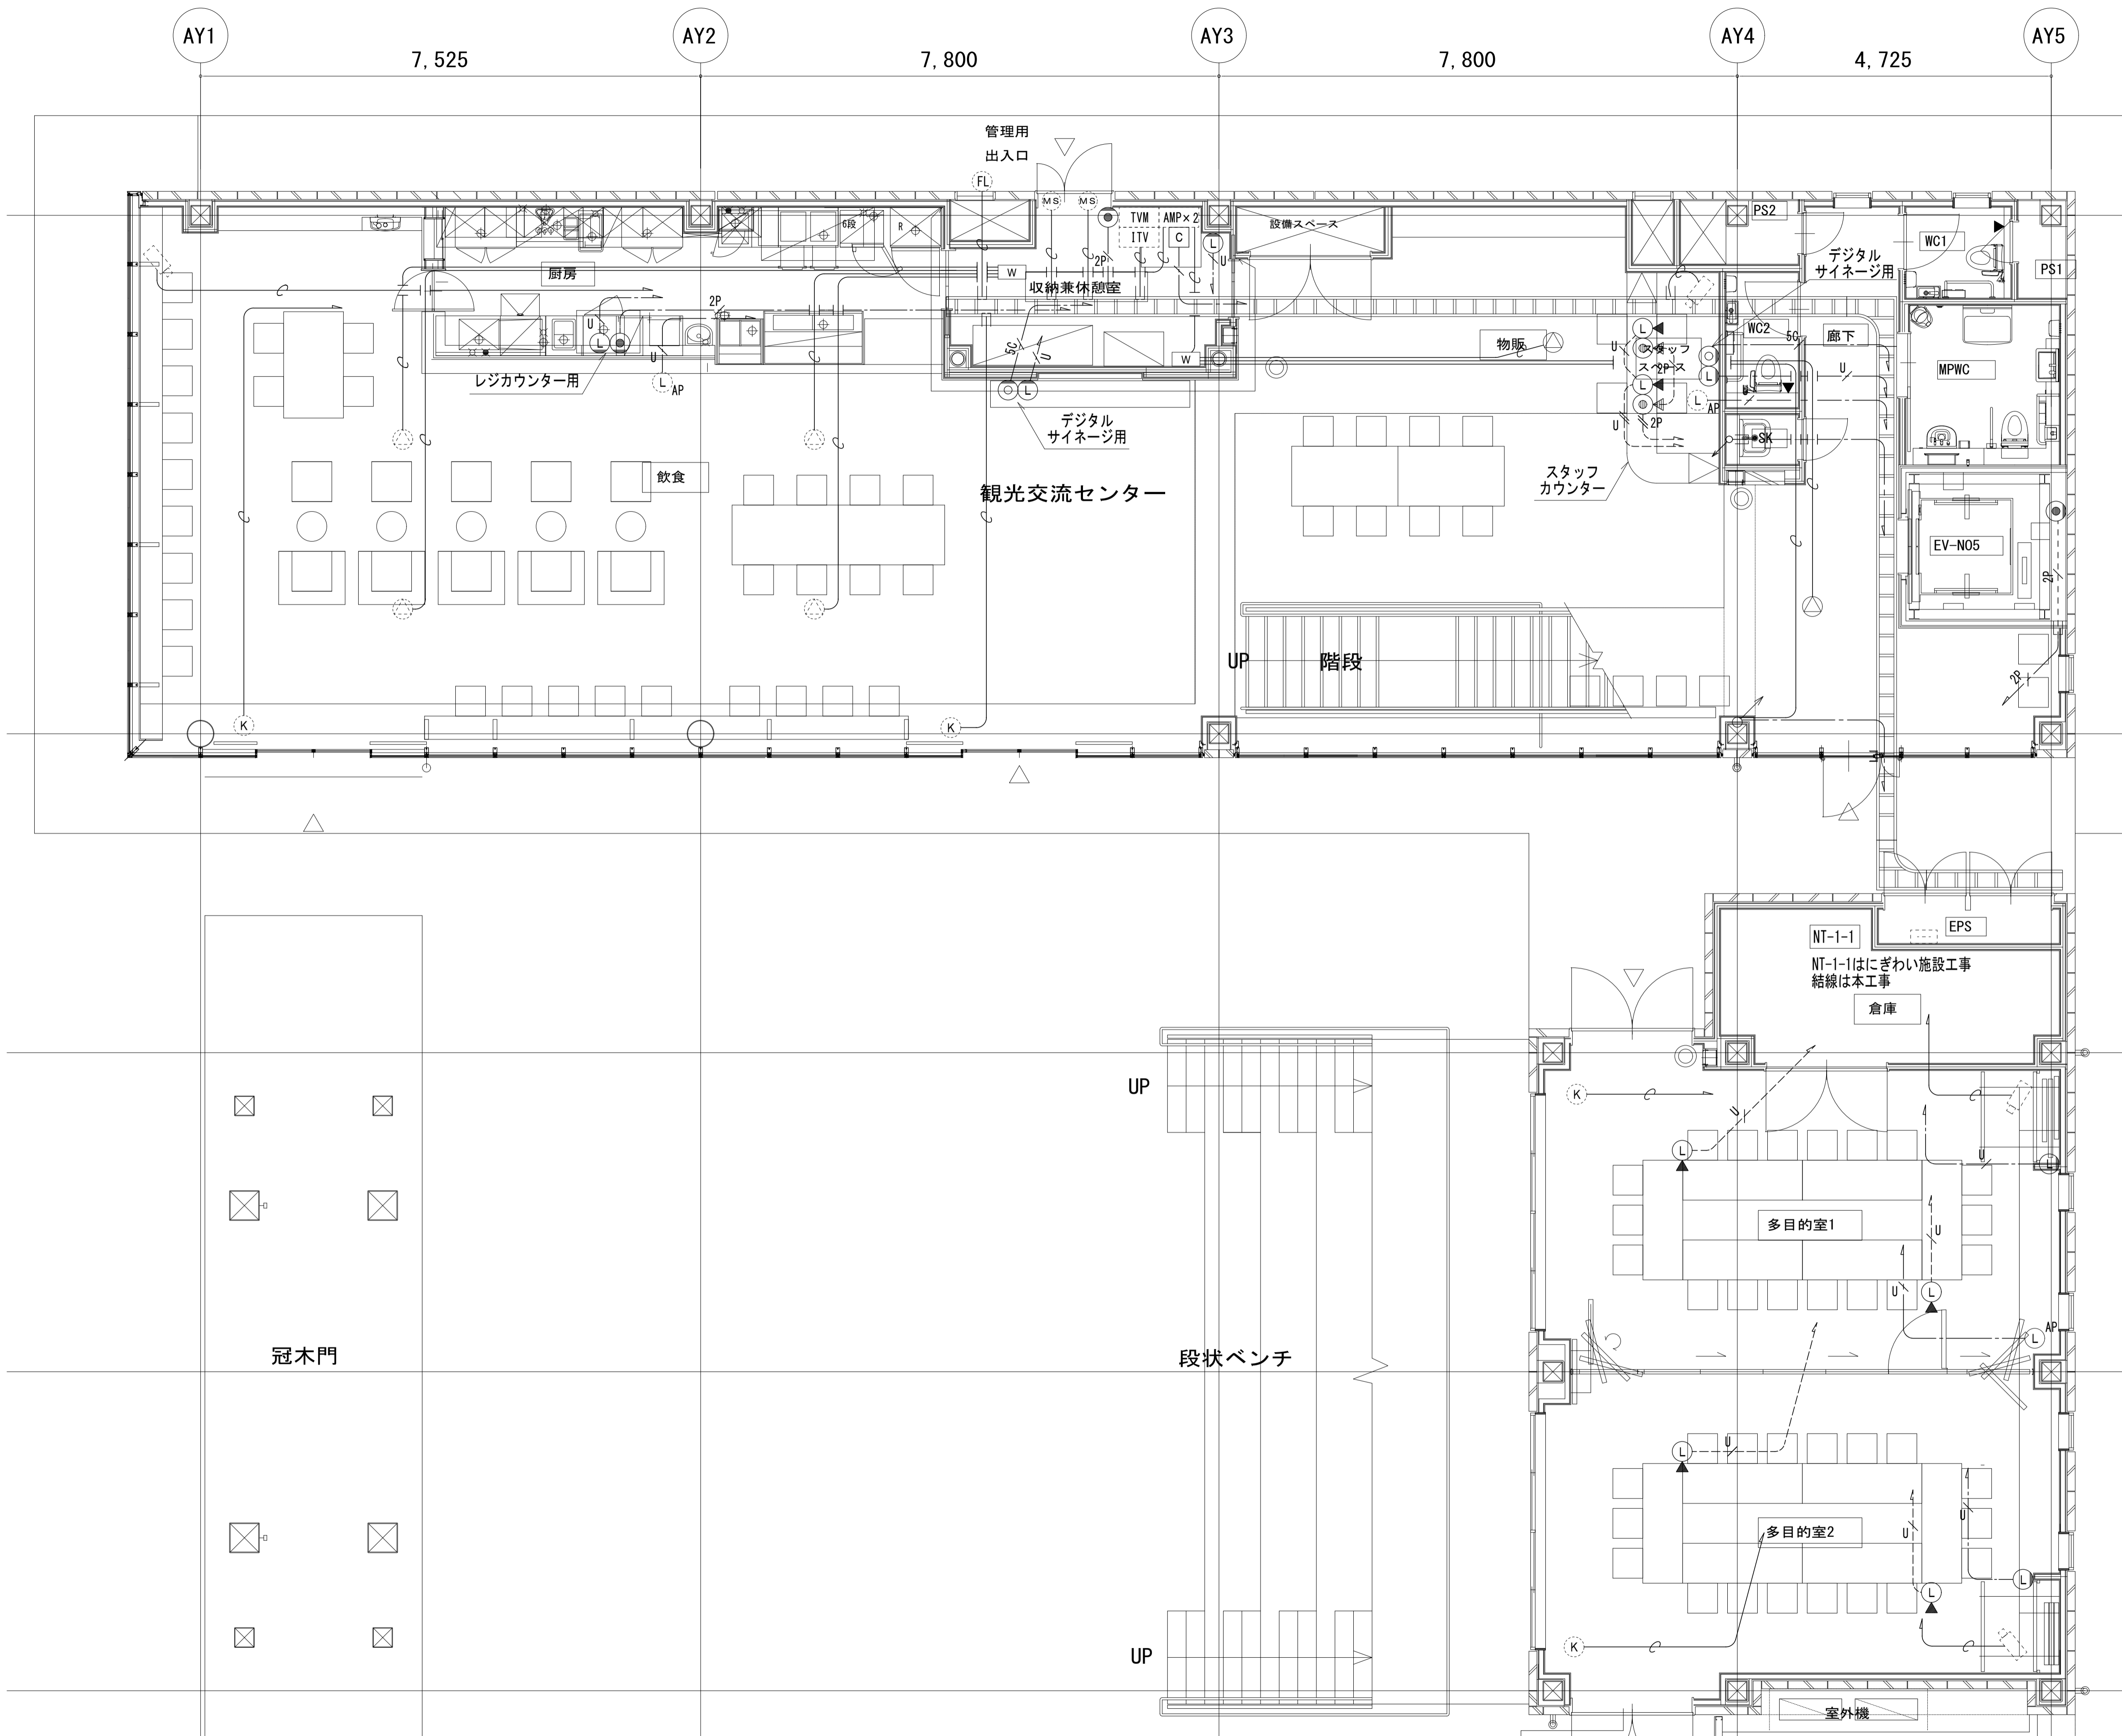 AY1
AY2
AY3
AY4
AY5
7,525
7,800
7,800
4,725
管理用
出入口
FL
MS
MS
TVM
AMP×2
ITV
C
2P
L
U
設備スペース
PS2
WC1
PS1
デジタル
サイネージ用
6段
R
厨房
W
収納兼休憩室
2P
U
L
レジカウンター用
U
L
AP
5C
U
L
デジタル
サイネージ用
W
物販
L
スタッフ
スペース
U
2P
L
U
2P
WC2
5C
廊下
L
U
L
AP
U
SK
MPWC
スタッフ
カウンター
飲食
観光交流センター
EV-NO5
2P
2P
UP
階段
K
K
EPS
NT-1-1
NT-1-1はにぎわい施設工事
結線は本工事
倉庫
UP
K
U
L
U
L
多目的室1
U
U
L
L
AP
冠木門
段状ベンチ
L
U
多目的室2
U
U
L
L
K
UP
室外機